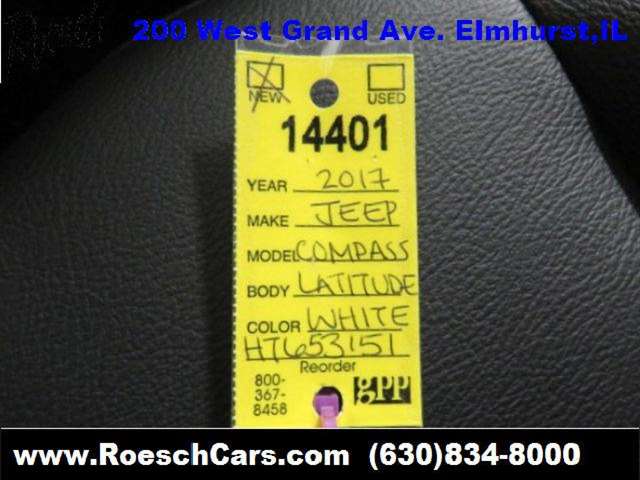 200 West Grand Ave. Elmhurst,IL
NEW USED
14401
YEAR 2017
MAKE JEEP
MODEL COMPASS
BODY LATITUDE
COLOR WHITE
HT653151
Reorder
800-
367-
8458
gpp
www.RoeschCars.com (630)834-8000